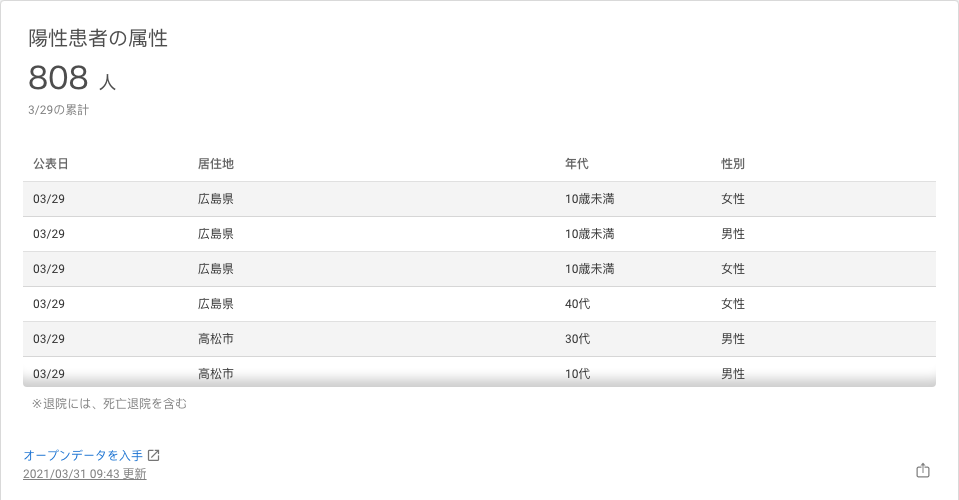 陽性患者の属性
808 人
3/29の累計
公表日 居住地 年代 性別
03/29 広島県 10歳未満 女性
03/29 広島県 10歳未満 男性
03/29 広島県 10歳未満 女性
03/29 広島県 40代 女性
03/29 高松市 30代 男性
03/29 高松市 10代 男性
※退院には、死亡退院を含む
オープンデータを入手
2021/03/31 09:43 更新